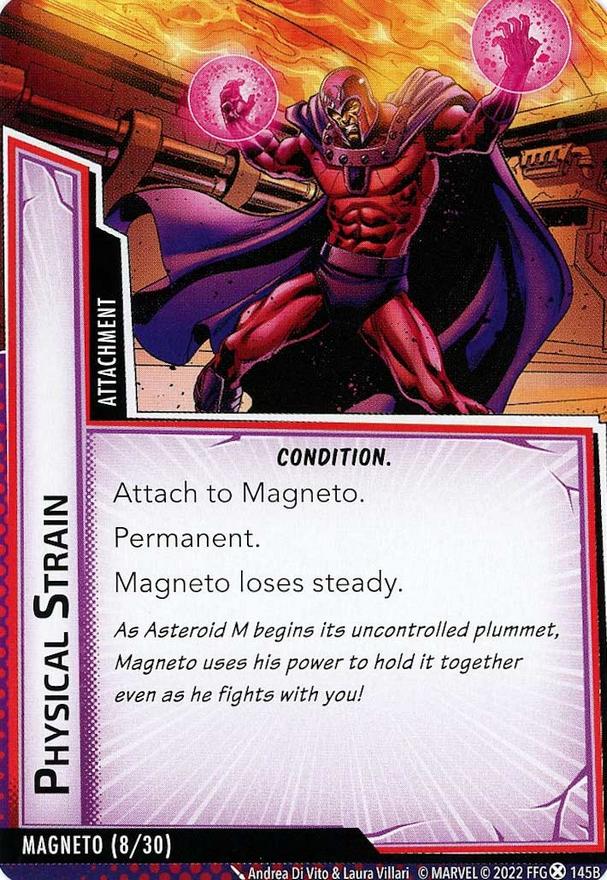 ATTACHMENT
PHYSICAL STRAIN
CONDITION.
Attach to Magneto.
Permanent.
Magneto loses steady.
As Asteroid M begins its uncontrolled plummet,
Magneto uses his power to hold it together
even as he fights with you!
MAGNETO (8/30)
Andrea Di Vito & Laura Villari © MARVEL © 2022 FFG 145B